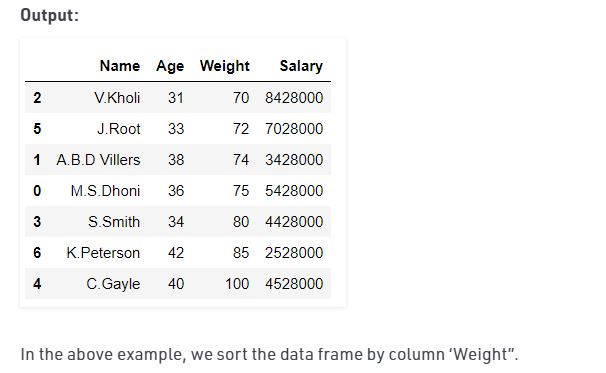 Output:
Name Age Weight Salary
2 V.Kholi 31 70 8428000
5 J.Root 33 72 7028000
1 A.B.D Villers 38 74 3428000
0 M.S.Dhoni 36 75 5428000
3 S.Smith 34 80 4428000
6 K.Peterson 42 85 2528000
4 C.Gayle 40 100 4528000
In the above example, we sort the data frame by column ‘Weight”.